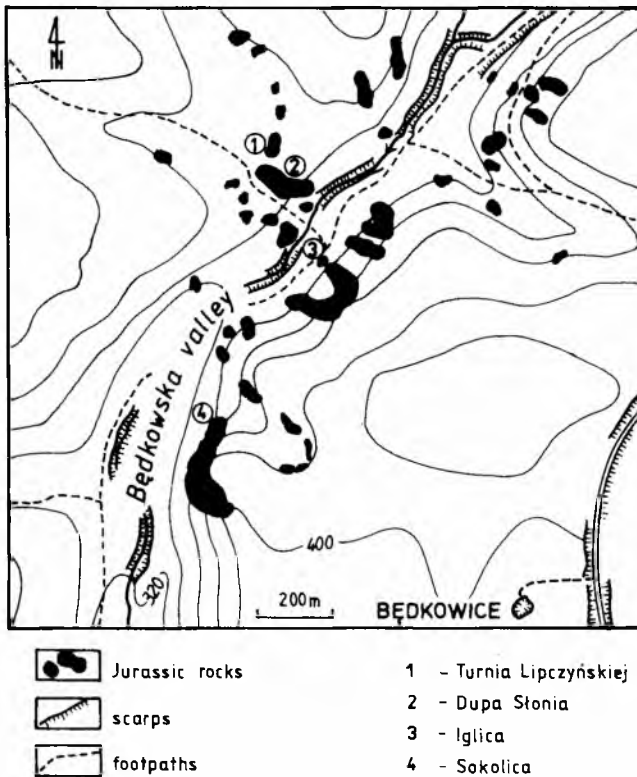 N
1
2
3
Będkowska valley
4
400
320
200m
BĘDKOWICE
Jurassic rocks
scarps
footpaths
1 - Turnia Lipczyńskiej
2 - Dupa Słonia
3 - Iglica
4 - Sokolica